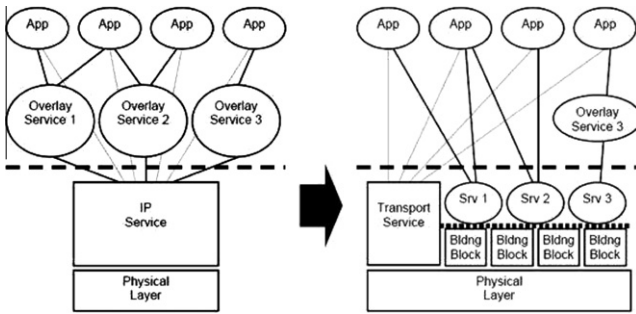 App App App App
Overlay
Service 1
Overlay
Service 2
Overlay
Service 3
IP
Service
Physical
Layer
App App App App
Overlay
Service 3
Transport
Service
Srv 1 Srv 2 Srv 3
Bldng
Block
Bldng
Block
Bldng
Block
Bldng
Block
Physical
Layer